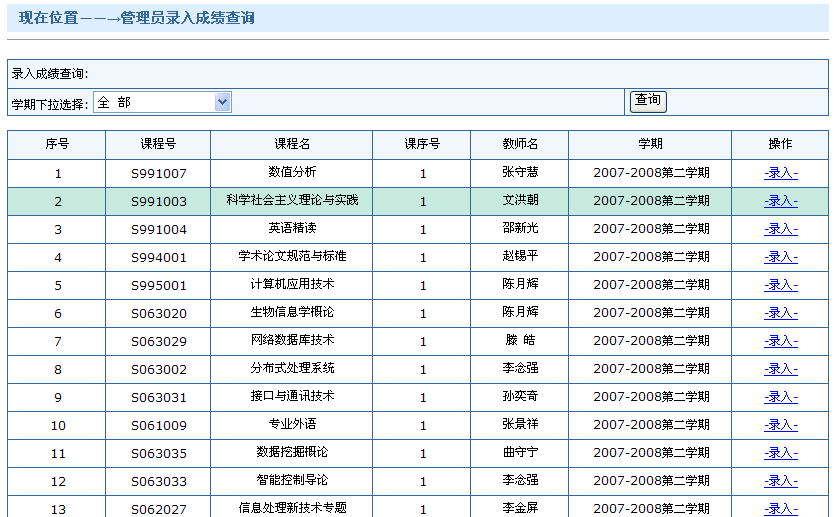 现在位置——→管理员录入成绩查询
录入成绩查询:
学期下拉选择: 全 部 查询
序号 课程号 课程名 课序号 教师名 学期 操作
1 S991007 数值分析 1 张守慧 2007-2008第二学期 -录入-
2 S991003 科学社会主义理论与实践 1 文洪朝 2007-2008第二学期 -录入-
3 S991004 英语精读 1 邵新光 2007-2008第二学期 -录入-
4 S994001 学术论文规范与标准 1 赵锡平 2007-2008第二学期 -录入-
5 S995001 计算机应用技术 1 陈月辉 2007-2008第二学期 -录入-
6 S063020 生物信息学概论 1 陈月辉 2007-2008第二学期 -录入-
7 S063029 网络数据库技术 1 滕 皓 2007-2008第二学期 -录入-
8 S063002 分布式处理系统 1 李念强 2007-2008第二学期 -录入-
9 S063031 接口与通讯技术 1 孙奕奇 2007-2008第二学期 -录入-
10 S061009 专业外语 1 张景祥 2007-2008第二学期 -录入-
11 S063035 数据挖掘概论 1 曲守宁 2007-2008第二学期 -录入-
12 S063033 智能控制导论 1 李念强 2007-2008第二学期 -录入-
13 S062027 信息处理新技术专题 1 李金屏 2007-2008第二学期 -录入-